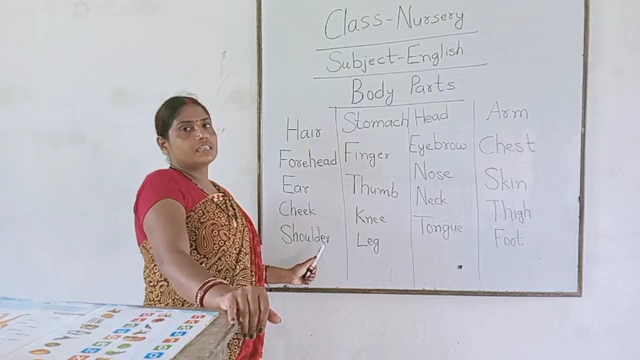 Class-Nursery
Subject-English
Body Parts
Hair Stomach Head Arm
Forehead Finger Eyebrow Chest
Ear Thumb Nose Skin
Cheek Knee Neck Thigh
Shoulder Leg Tongue Foot